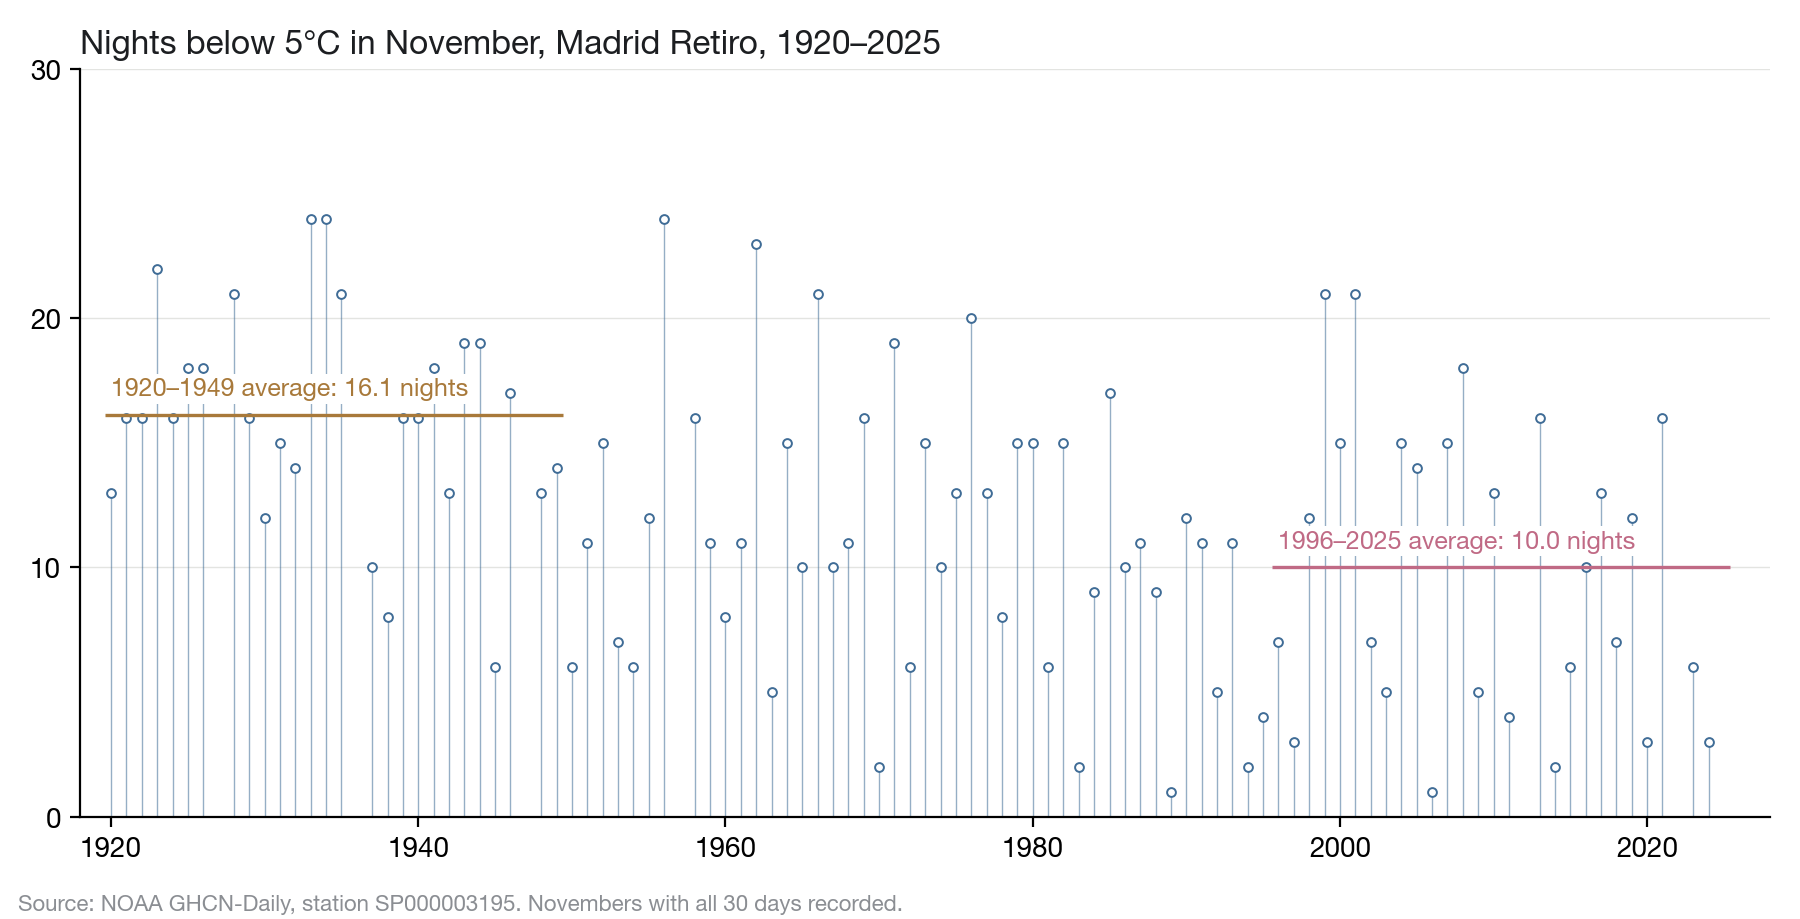 Nights below 5°C in November, Madrid Retiro, 1920–2025
30
20
10
0
1920–1949 average: 16.1 nights
1996–2025 average: 10.0 nights
1920 1940 1960 1980 2000 2020
Source: NOAA GHCN-Daily, station SP000003195. Novembers with all 30 days recorded.